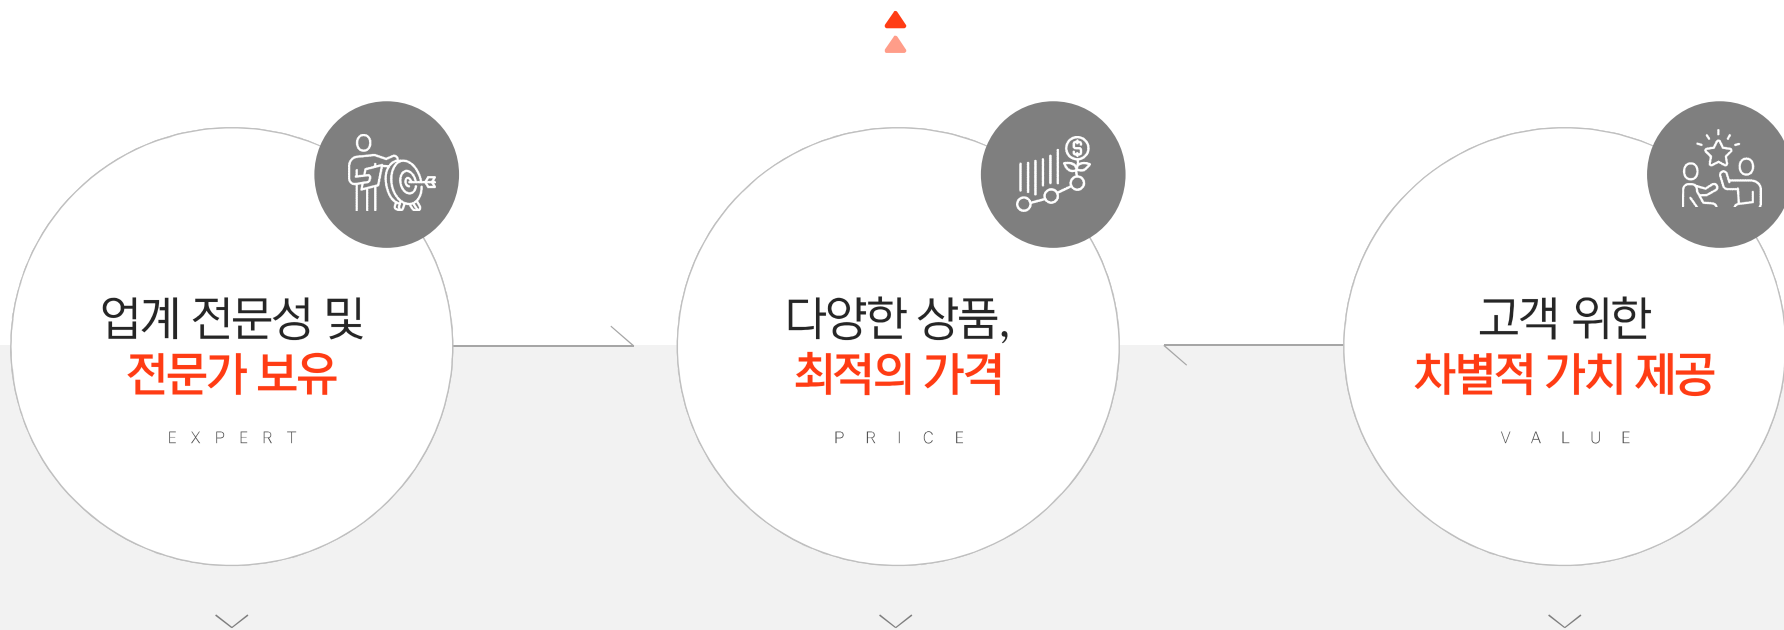 업계 전문성 및
전문가 보유
EXPERT
다양한 상품,
최적의 가격
PRICE
고객 위한
차별적 가치 제공
VALUE